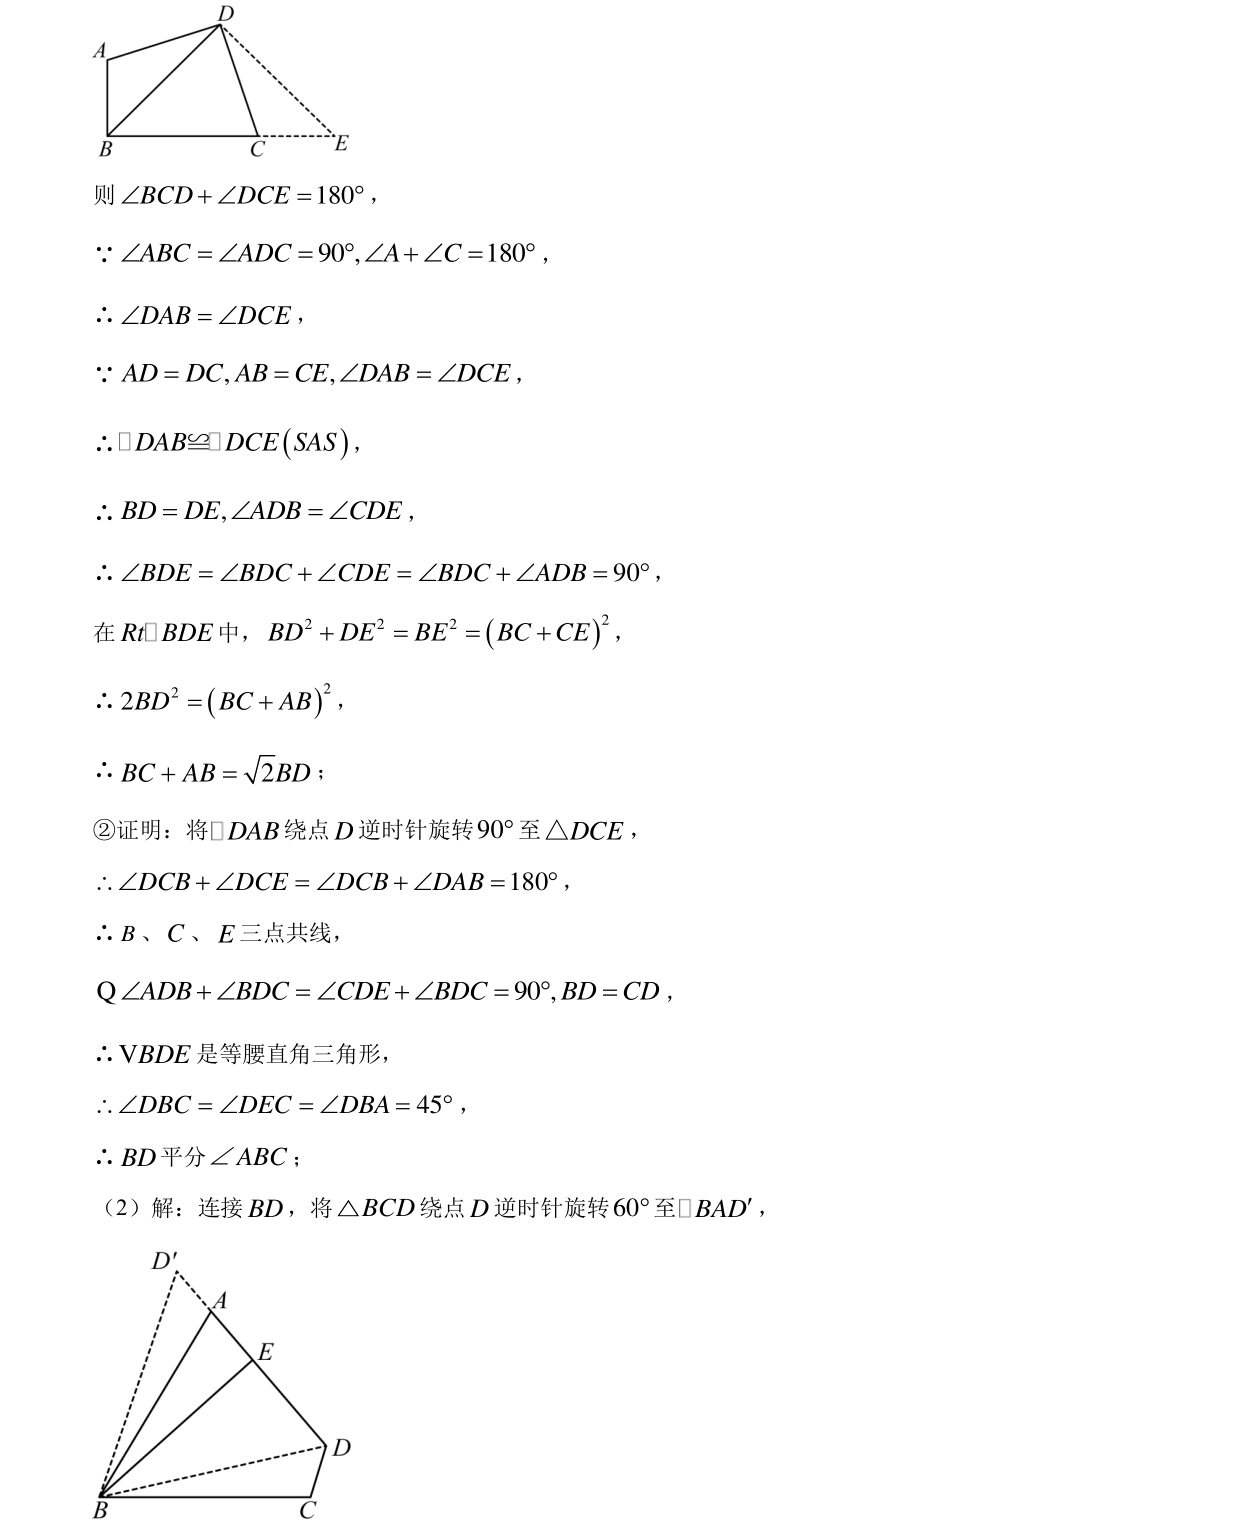 D
A
B
C
E
则∠BCD+∠DCE=180°，
∵∠ABC=∠ADC=90°,∠A+∠C=180°，
∴∠DAB=∠DCE，
∵AD=DC,AB=CE,∠DAB=∠DCE，
∴□DAB≌□DCE(SAS)，
∴BD=DE,∠ADB=∠CDE，
∴∠BDE=∠BDC+∠CDE=∠BDC+∠ADB=90°，
在Rt□BDE中，BD²+DE²=BE²=(BC+CE)²，
∴2BD²=(BC+AB)²，
∴BC+AB=√2BD；
②证明：将□DAB绕点D逆时针旋转90°至△DCE，
∴∠DCB+∠DCE=∠DCB+∠DAB=180°，
∴B、C、E三点共线，
Q∠ADB+∠BDC=∠CDE+∠BDC=90°,BD=CD，
∴VBDE是等腰直角三角形，
∴∠DBC=∠DEC=∠DBA=45°，
∴BD平分∠ABC；
（2）解：连接BD，将△BCD绕点D逆时针旋转60°至□BAD′，
D′
A
E
D
B
C